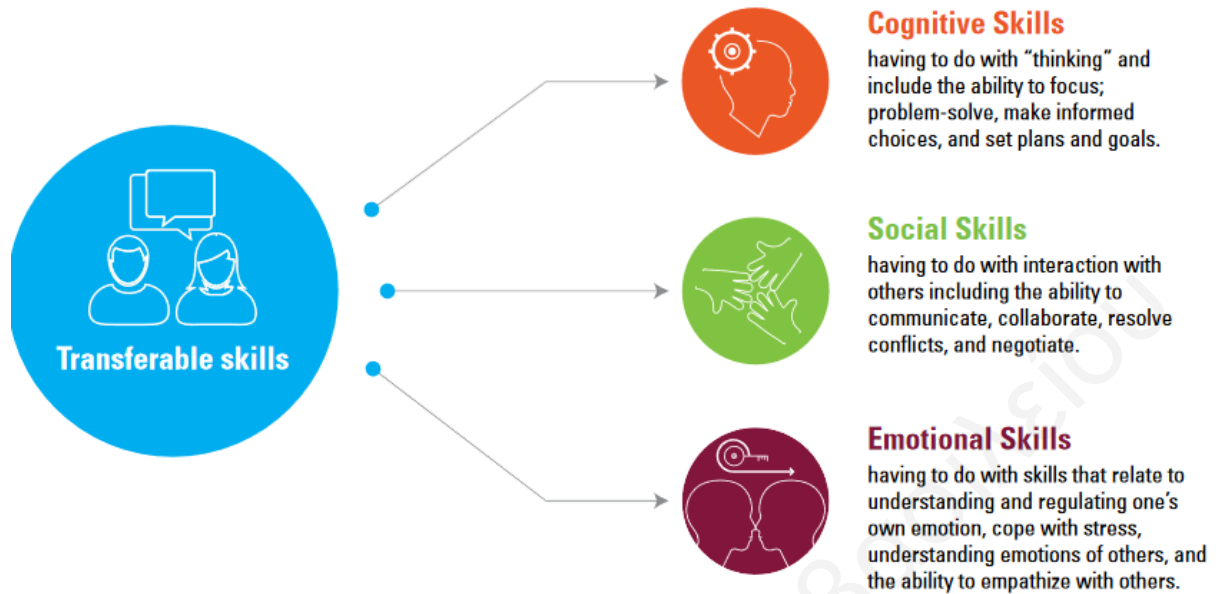 Transferable skills
Cognitive Skills
having to do with “thinking” and
include the ability to focus;
problem-solve, make informed
choices, and set plans and goals.
Social Skills
having to do with interaction with
others including the ability to
communicate, collaborate, resolve
conflicts, and negotiate.
Emotional Skills
having to do with skills that relate to
understanding and regulating one’s
own emotion, cope with stress,
understanding emotions of others, and
the ability to empathize with others.